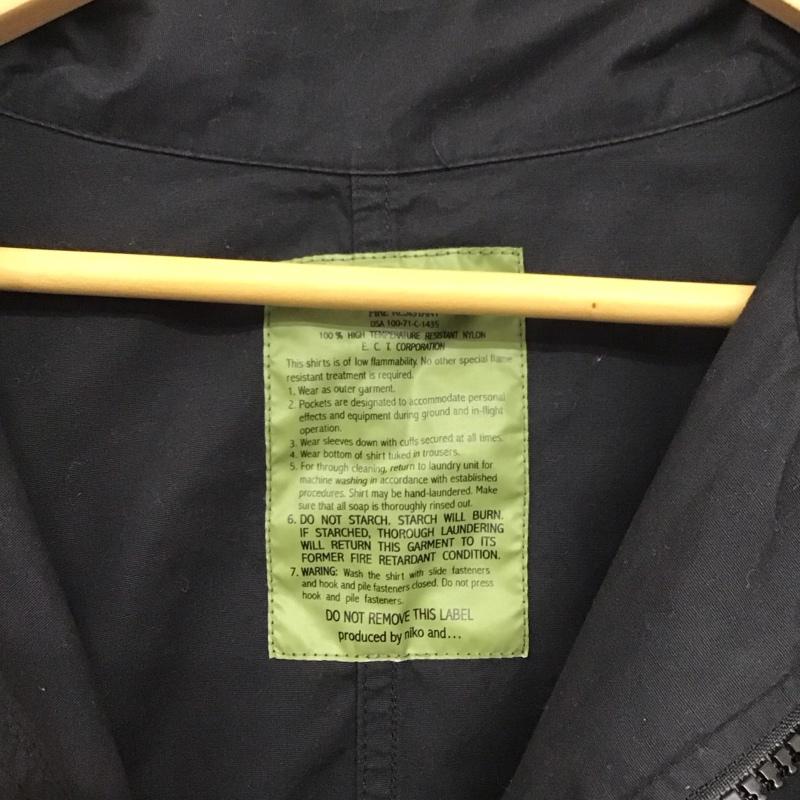 FIRE RESISTANT
DSA 100-71-C-1435
100 % HIGH TEMPERATURE RESISTANT NYLON
E. C. T. CORPORATION
This shirts is of low flammability. No other special flame
resistant treatment is required.
1. Wear as outer garment.
2. Pockets are designated to accommodate personal
effects and equipment during ground and in-flight
operation.
3. Wear sleeves down with cuffs secured at all times.
4. Wear bottom of shirt tuked in trousers.
5. For through cleaning, return to laundry unit for
machine washing in accordance with established
procedures. Shirt may be hand-laundered. Make
sure that all soap is thoroughly rinsed out.
6. DO NOT STARCH. STARCH WILL BURN.
IF STARCHED, THOROUGH LAUNDERING
WILL RETURN THIS GARMENT TO ITS
FORMER FIRE RETARDANT CONDITION.
7. WARING: Wash the shirt with slide fasteners
and hook and pile fasteners closed. Do not press
hook and pile fasteners.
DO NOT REMOVE THIS LABEL
produced by niko and...